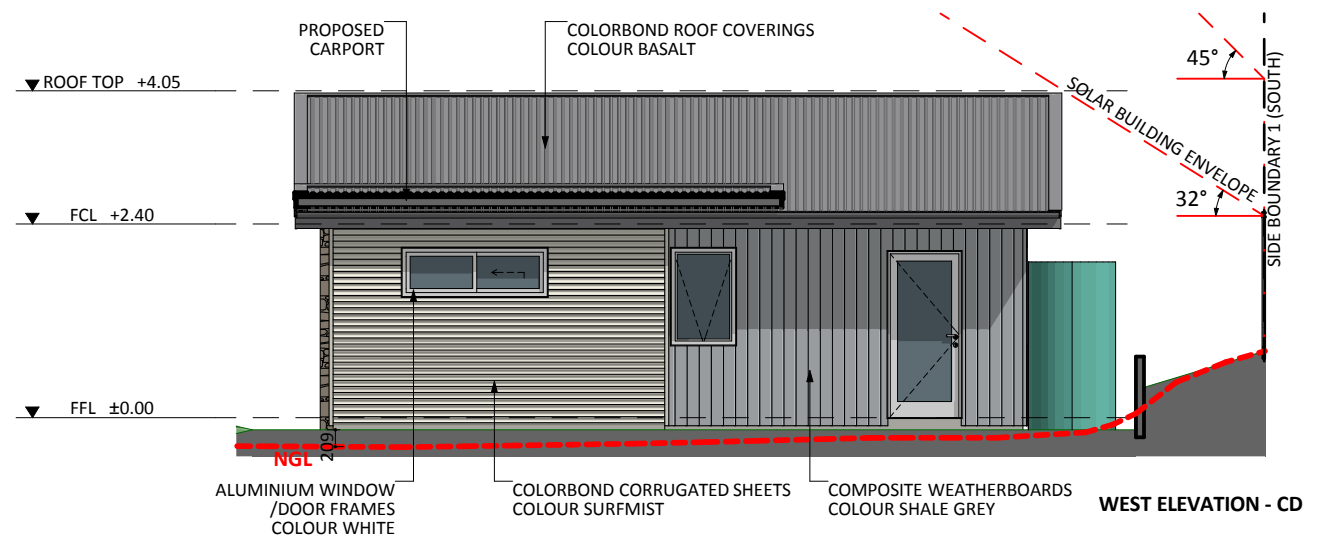 PROPOSED
CARPORT
COLORBOND ROOF COVERINGS
COLOUR BASALT
ROOF TOP +4.05
45°
SOLAR BUILDING ENVELOPE
SIDE BOUNDARY 1 (SOUTH)
32°
FCL +2.40
FFL ±0.00
209
NGL
ALUMINIUM WINDOW
/DOOR FRAMES
COLOUR WHITE
COLORBOND CORRUGATED SHEETS
COLOUR SURFMIST
COMPOSITE WEATHERBOARDS
COLOUR SHALE GREY
WEST ELEVATION - CD